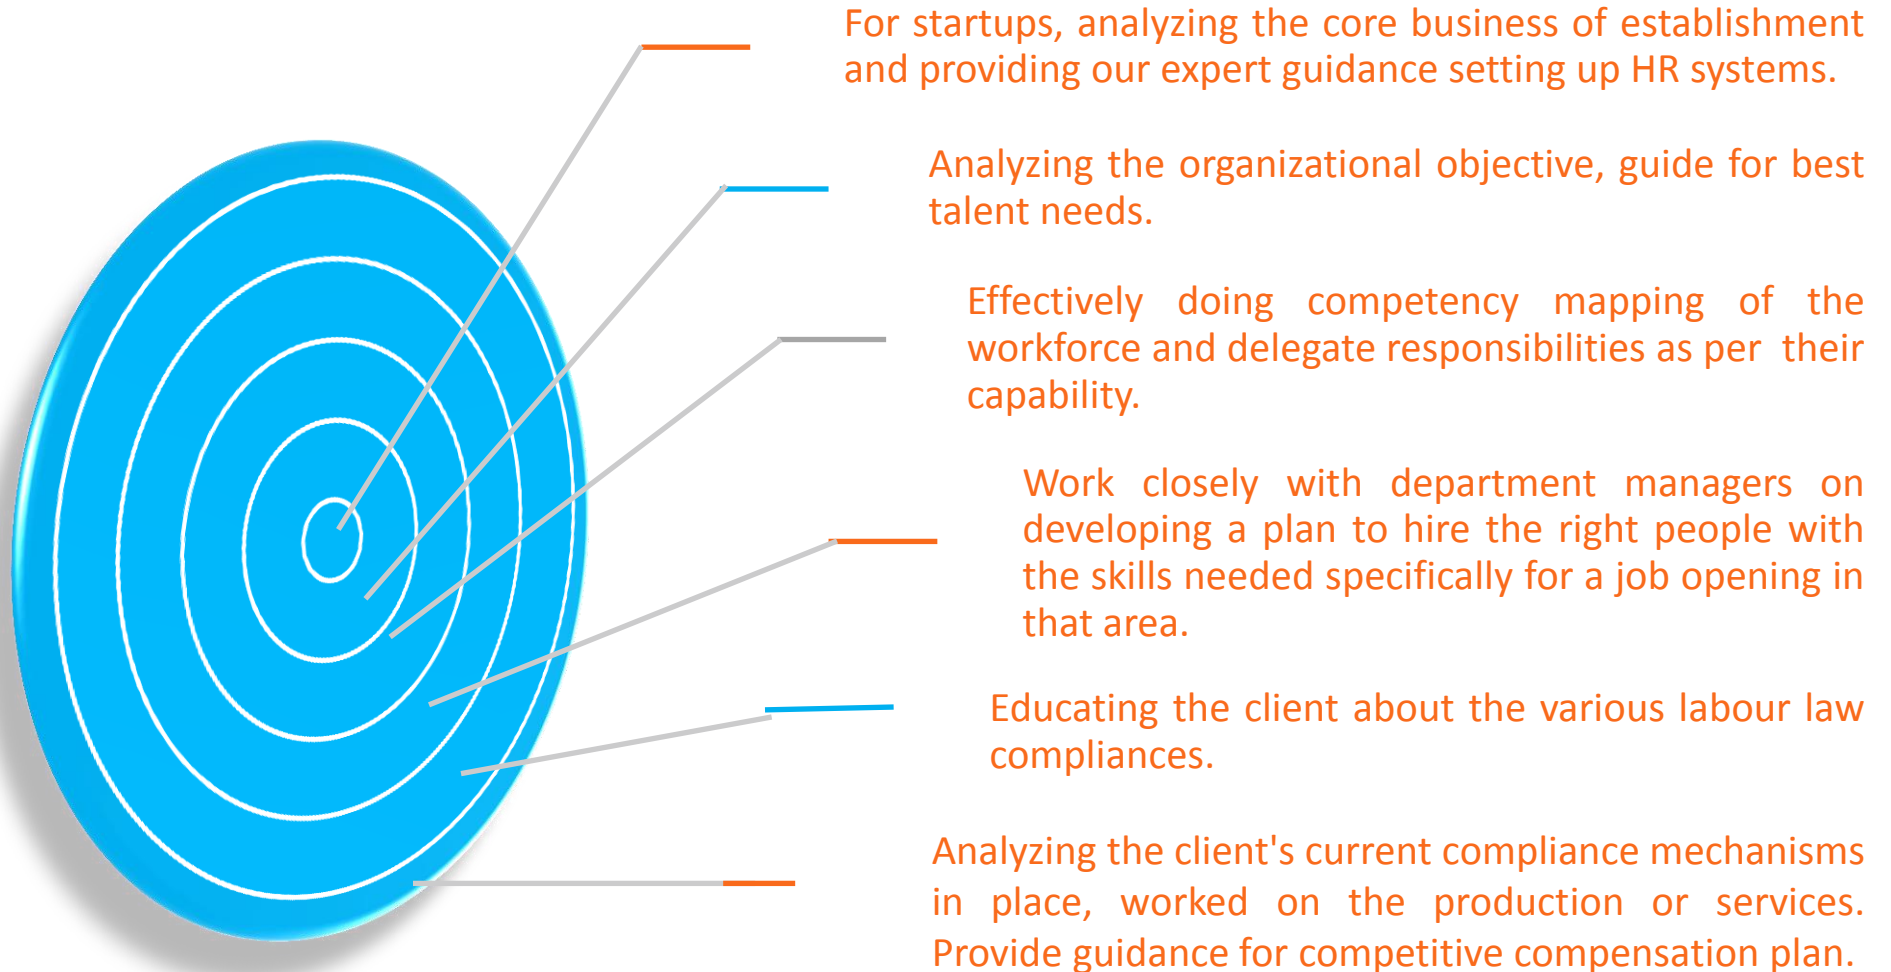 For startups, analyzing the core business of establishment
and providing our expert guidance setting up HR systems.
Analyzing the organizational objective, guide for best
talent needs.
Effectively doing competency mapping of the
workforce and delegate responsibilities as per their
capability.
Work closely with department managers on
developing a plan to hire the right people with
the skills needed specifically for a job opening in
that area.
Educating the client about the various labour law
compliances.
Analyzing the client's current compliance mechanisms
in place, worked on the production or services.
Provide guidance for competitive compensation plan.